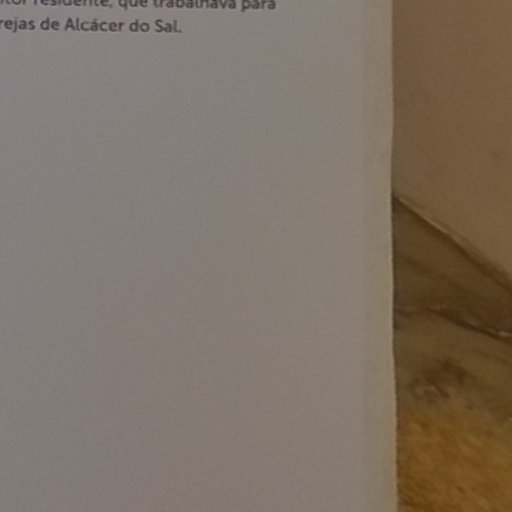 residente, que trabalhava para
rejas de Alcácer do Sal.